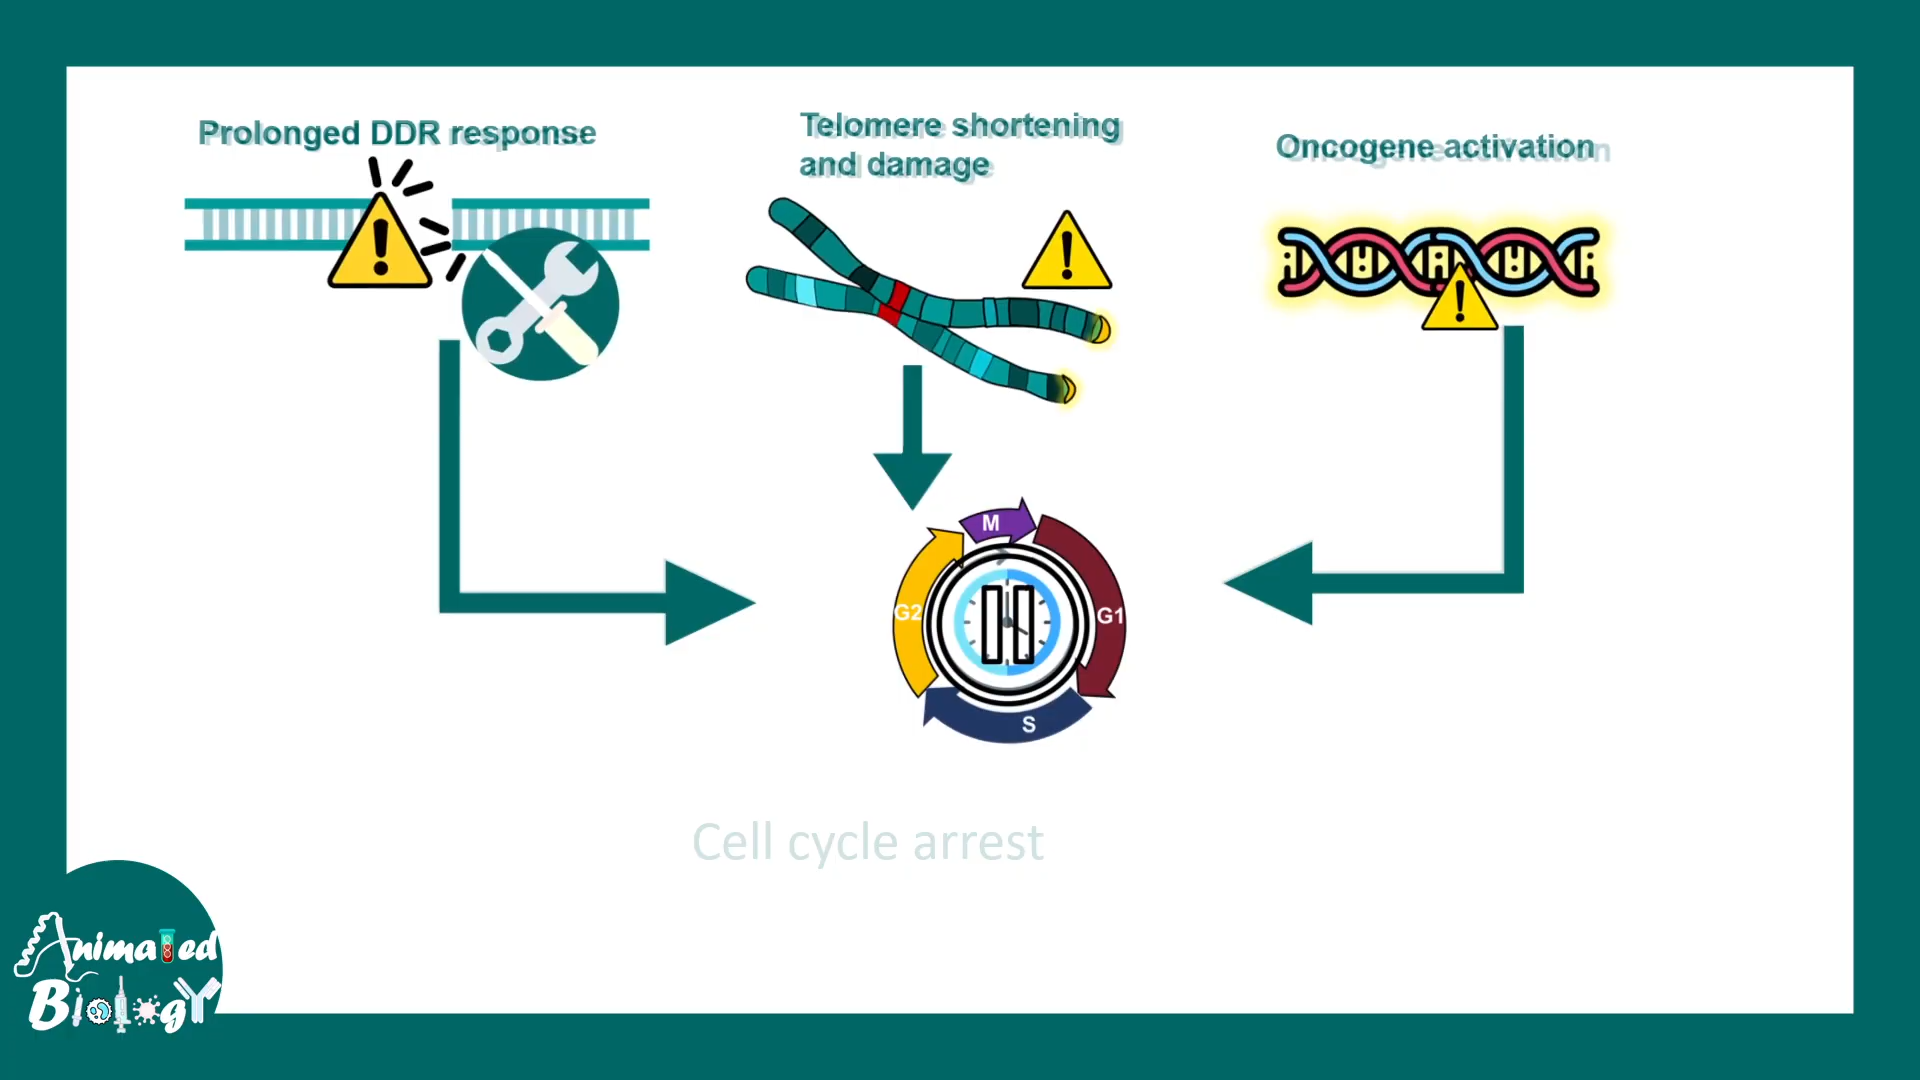 Prolonged DDR response
Telomere shortening
and damage
Oncogene activation
M
G2
G1
S
Cell cycle arrest
Animated
Biology